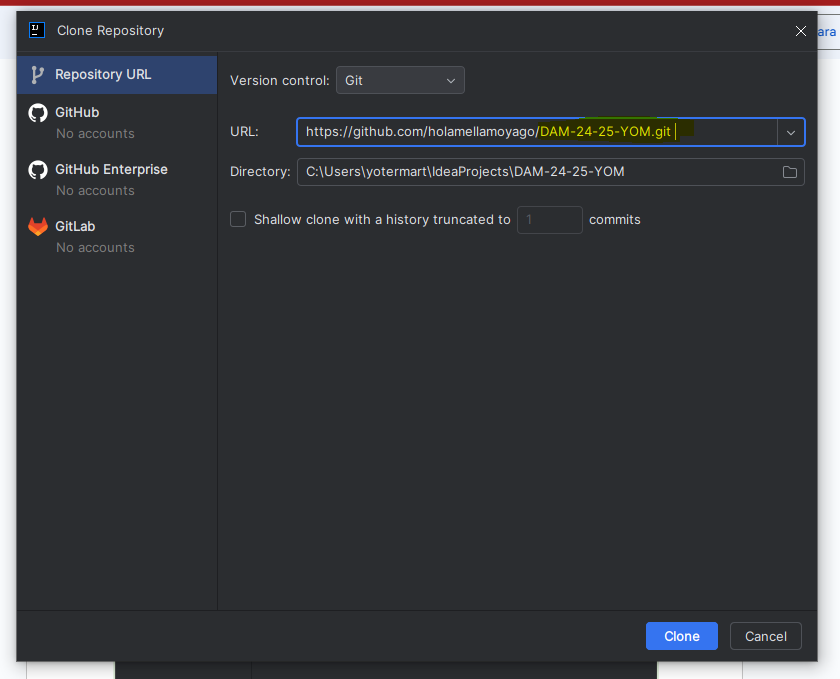 Clone Repository
ara
Repository URL
GitHub
No accounts
GitHub Enterprise
No accounts
GitLab
No accounts
Version control: Git
URL: https://github.com/holamellamoyago/DAM-24-25-YOM.git
Directory: C:\Users\yotermart\IdeaProjects\DAM-24-25-YOM
Shallow clone with a history truncated to 1 commits
Clone Cancel